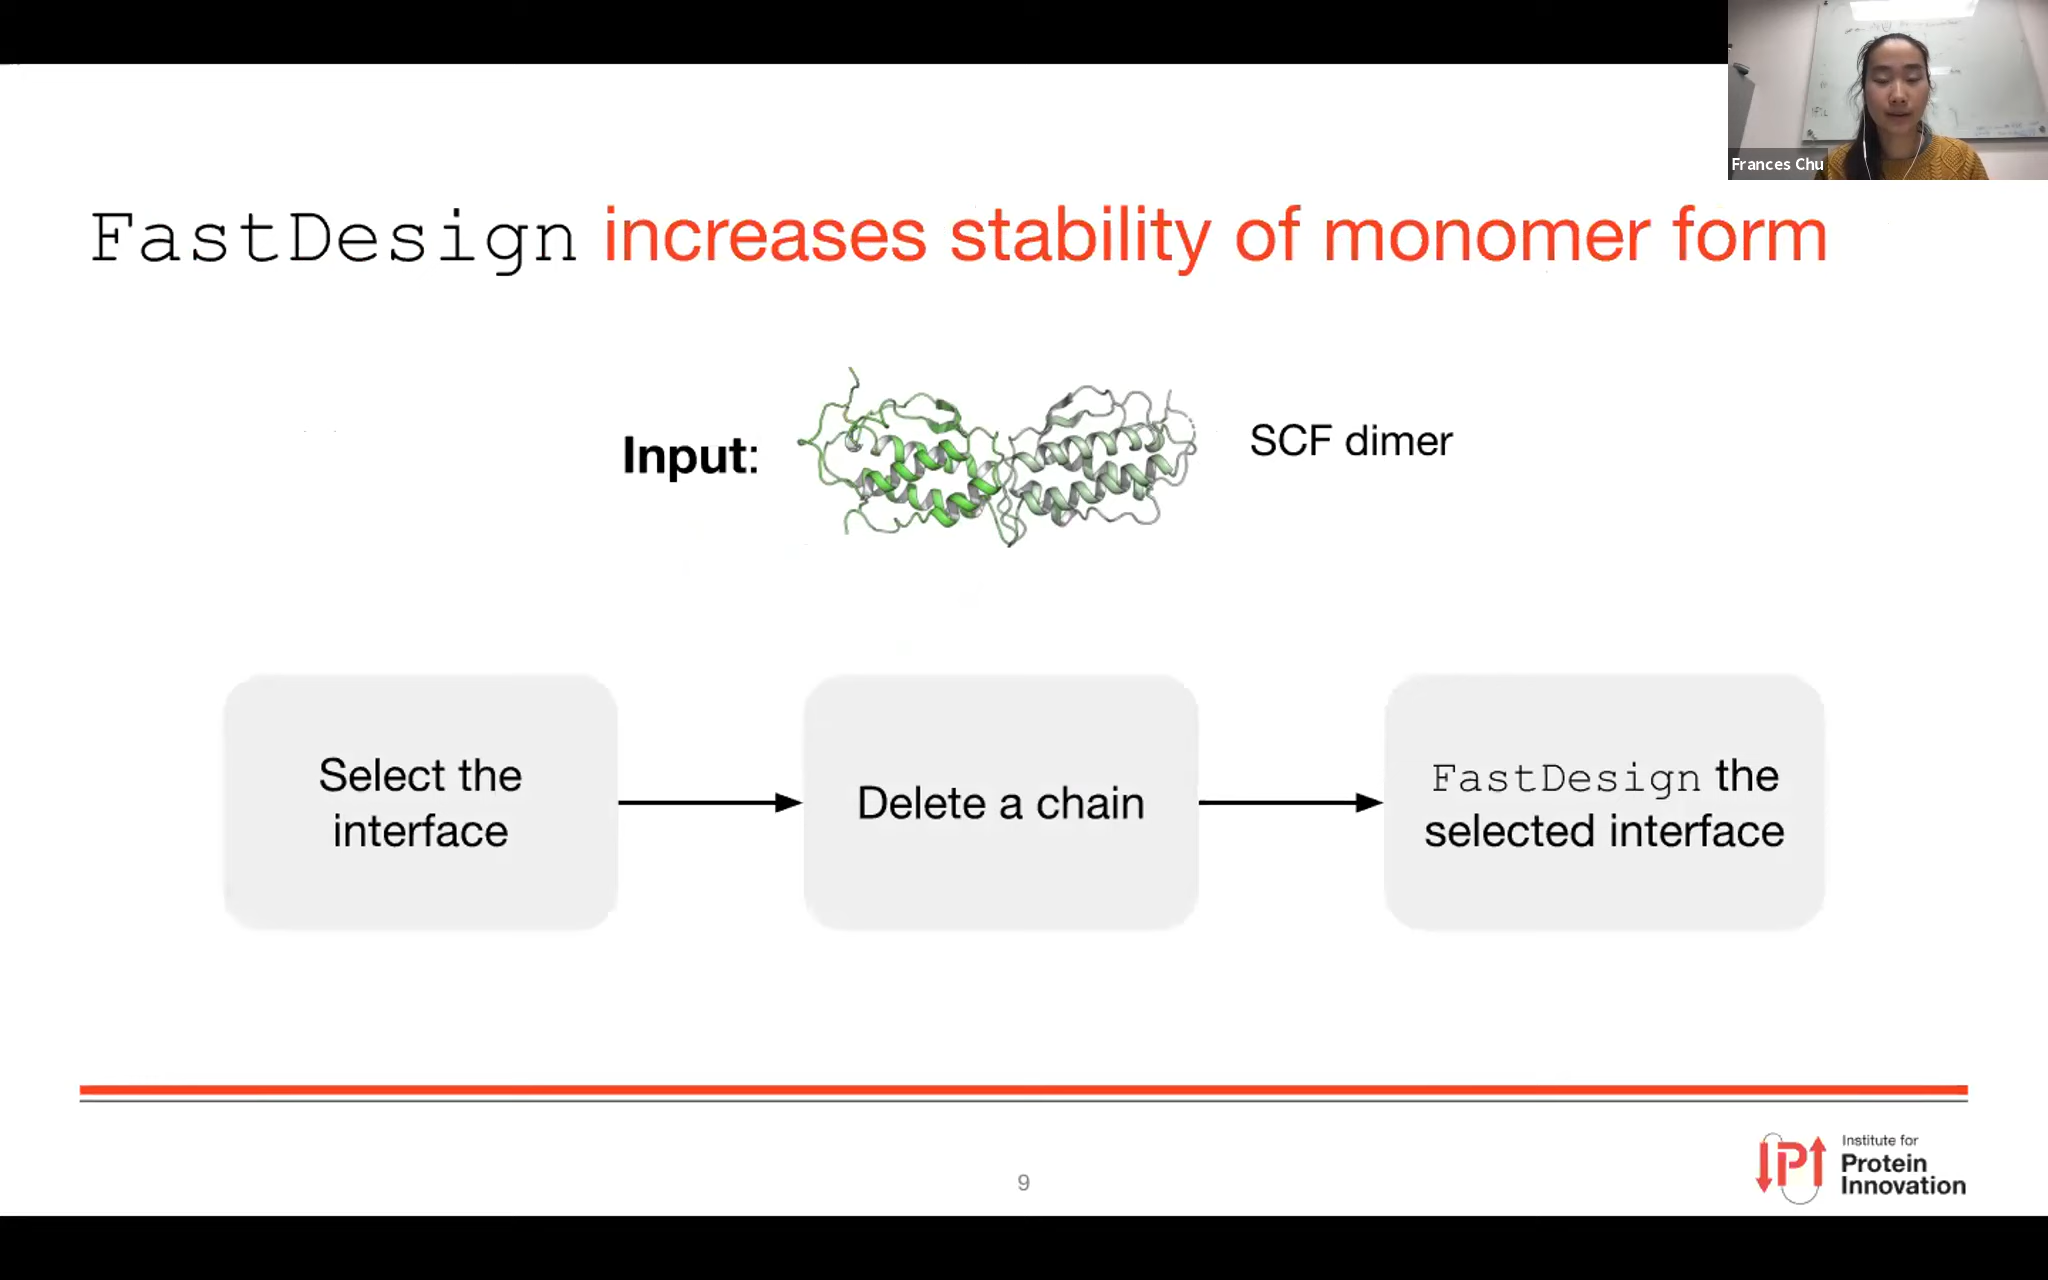 Frances Chu
FastDesign increases stability of monomer form
Input:
SCF dimer
Select the
interface
Delete a chain
FastDesign the
selected interface
9
IPI
Institute for
Protein
Innovation